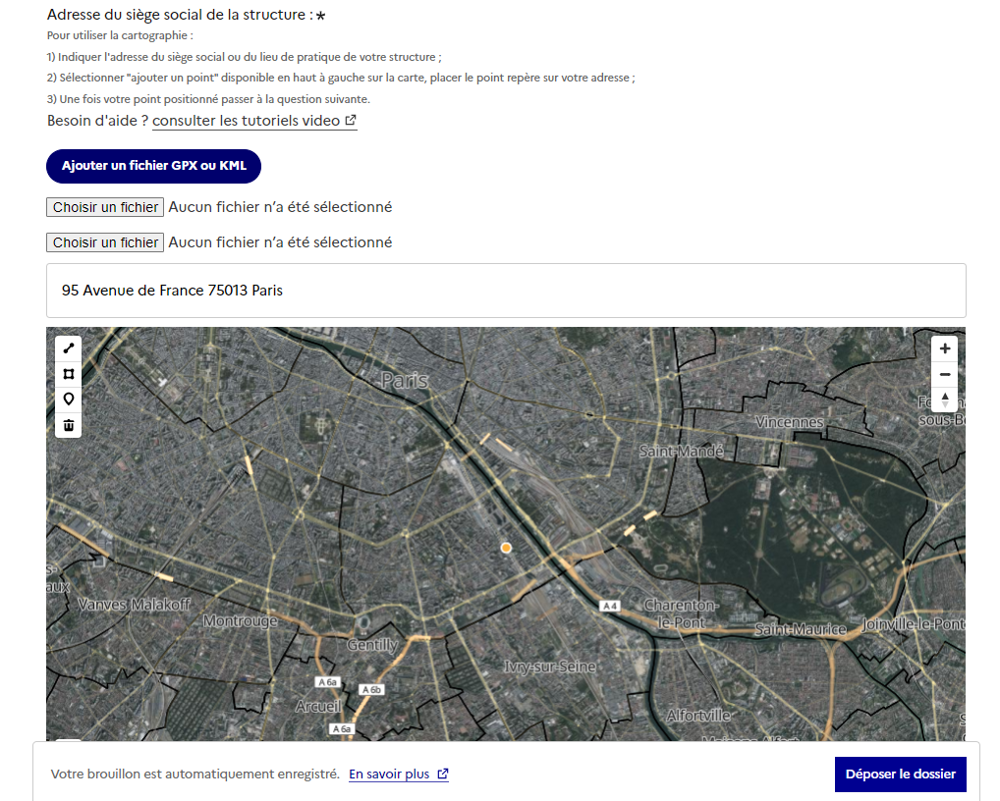 Adresse du siège social de la structure : *
Pour utiliser la cartographie :
1) Indiquer l'adresse du siège social ou du lieu de pratique de votre structure ;
2) Sélectionner "ajouter un point" disponible en haut à gauche sur la carte, placer le point repère sur votre adresse ;
3) Une fois votre point positionné passer à la question suivante.
Besoin d'aide ? consulter les tutoriels video
Ajouter un fichier GPX ou KML
Choisir un fichier Aucun fichier n’a été sélectionné
Choisir un fichier Aucun fichier n’a été sélectionné
95 Avenue de France 75013 Paris
Paris
Vincennes
sous-B
Saint-Mandé
Vanves Malakoff
Montrouge
Gentilly
A4
Charenton-
le-Pont
Saint-Maurice
Joinville-le-Pont
Ivry-sur-Seine
A 6a
A 6b
Arcueil
A 6a
Alfortville
Votre brouillon est automatiquement enregistré. En savoir plus
Déposer le dossier